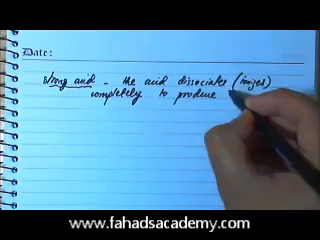 Date:
strong acid - the acid dissociates (ionizes)
completely to produce
www.fahadsacademy.com